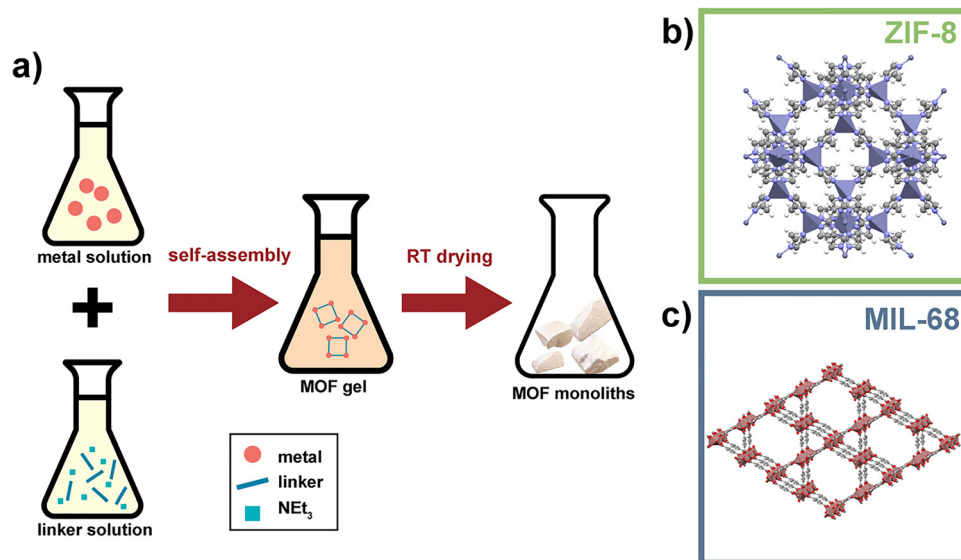 a)
metal solution
+
linker solution
self-assembly
MOF gel
RT drying
MOF monoliths
metal
linker
NEt₃
b)
ZIF-8
c)
MIL-68